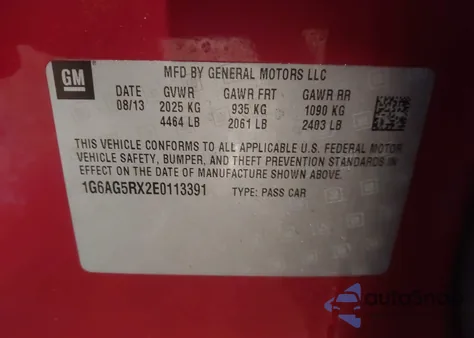 GM
MFD BY GENERAL MOTORS LLC
DATE GVWR GAWR FRT GAWR RR
08/13 2025 KG 935 KG 1090 KG
4464 LB 2061 LB 2403 LB
THIS VEHICLE CONFORMS TO ALL APPLICABLE U.S. FEDERAL MOTOR
VEHICLE SAFETY, BUMPER, AND THEFT PREVENTION STANDARDS IN
EFFECT ON THE DATE OF MANUFACTURE SHOWN ABOVE.
1G6AG5RX2E0113391 TYPE: PASS CAR